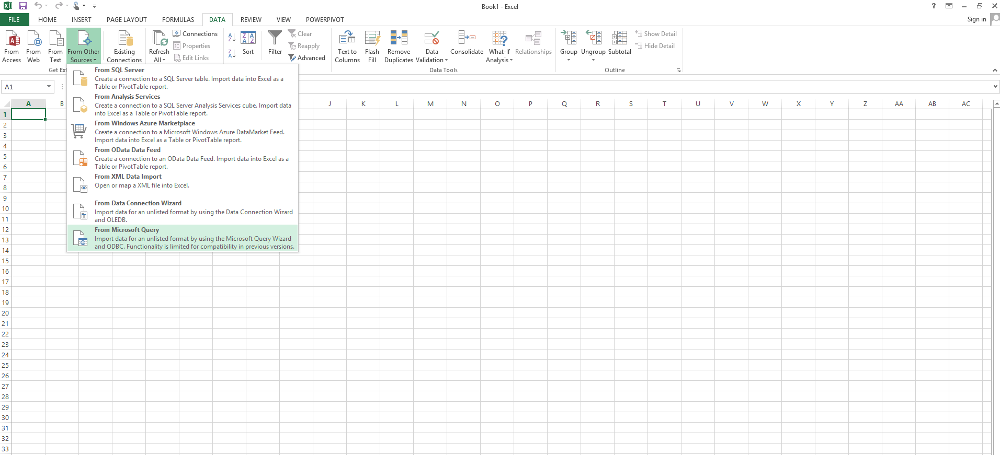 Book1 - Excel
FILE HOME INSERT PAGE LAYOUT FORMULAS DATA REVIEW VIEW POWERPIVOT Sign in
From Access
From Web
From Text
From Other Sources
Existing Connections
Refresh All
Connections
Properties
Edit Links
Sort
Filter
Clear
Reapply
Advanced
Text to Columns
Flash Fill
Remove Duplicates
Data Validation
Consolidate
What-If Analysis
Relationships
Group
Ungroup
Subtotal
Show Detail
Hide Detail
Get Ext
Data Tools
Outline
From SQL Server
Create a connection to a SQL Server table. Import data into Excel as a
Table or PivotTable report.
From Analysis Services
Create a connection to a SQL Server Analysis Services cube. Import data
into Excel as a Table or PivotTable report.
From Windows Azure Marketplace
Create a connection to a Microsoft Windows Azure DataMarket Feed.
Import data into Excel as a Table or PivotTable report.
From OData Data Feed
Create a connection to an OData Data Feed. Import data into Excel as a
Table or PivotTable report.
From XML Data Import
Open or map a XML file into Excel.
From Data Connection Wizard
Import data for an unlisted format by using the Data Connection Wizard
and OLEDB.
From Microsoft Query
Import data for an unlisted format by using the Microsoft Query Wizard
and ODBC. Functionality is limited for compatibility in previous versions.
A1
A B J K L M N O P Q R S T U V W X Y Z AA AB AC
1
2
3
4
5
6
7
8
9
10
11
12
13
14
15
16
17
18
19
20
21
22
23
24
25
26
27
28
29
30
31
32
33